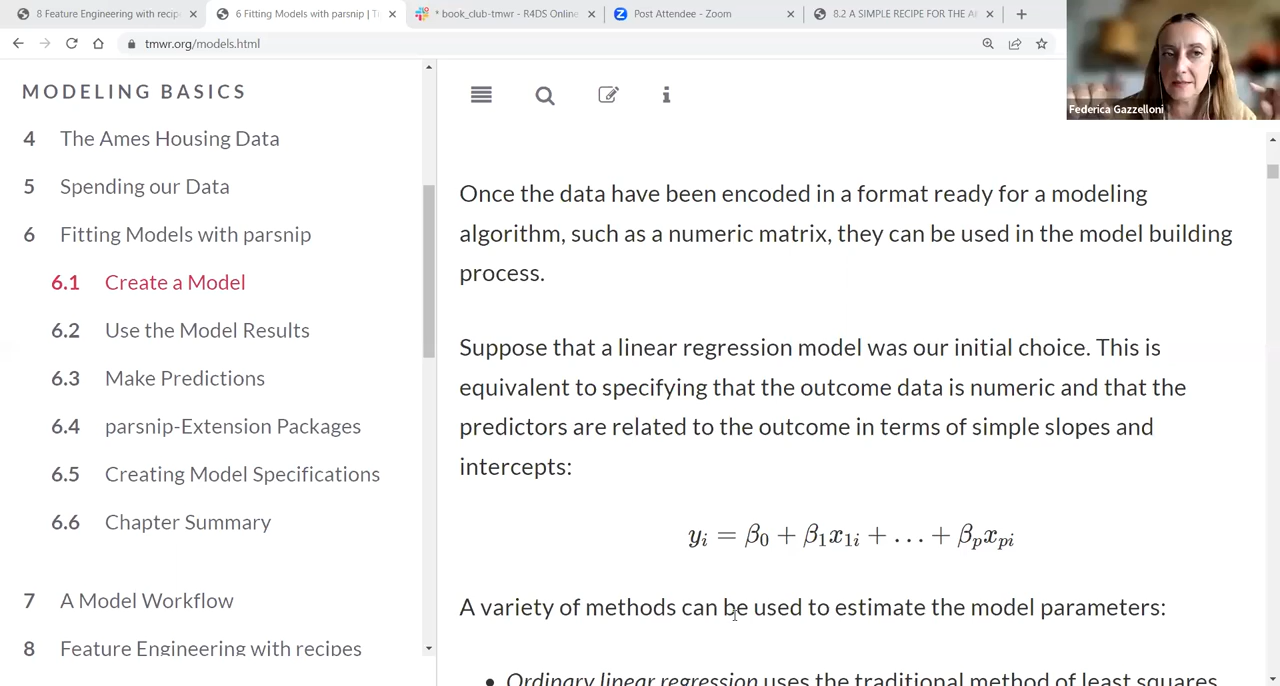 8 Feature Engineering with recip
6 Fitting Models with parsnip | Ti
* book_club-tmwr - R4DS Online
Post Attendee - Zoom
8.2 A SIMPLE RECIPE FOR THE A
tmwr.org/models.html
Federica Gazzelloni
MODELING BASICS
4 The Ames Housing Data
5 Spending our Data
6 Fitting Models with parsnip
6.1 Create a Model
6.2 Use the Model Results
6.3 Make Predictions
6.4 parsnip-Extension Packages
6.5 Creating Model Specifications
6.6 Chapter Summary
7 A Model Workflow
8 Feature Engineering with recipes
Once the data have been encoded in a format ready for a modeling
algorithm, such as a numeric matrix, they can be used in the model building
process.
Suppose that a linear regression model was our initial choice. This is
equivalent to specifying that the outcome data is numeric and that the
predictors are related to the outcome in terms of simple slopes and
intercepts:
yᵢ = β₀ + β₁x₁ᵢ + … + βₚxₚᵢ
A variety of methods can be used to estimate the model parameters:
• Ordinary linear regression uses the traditional method of least squares